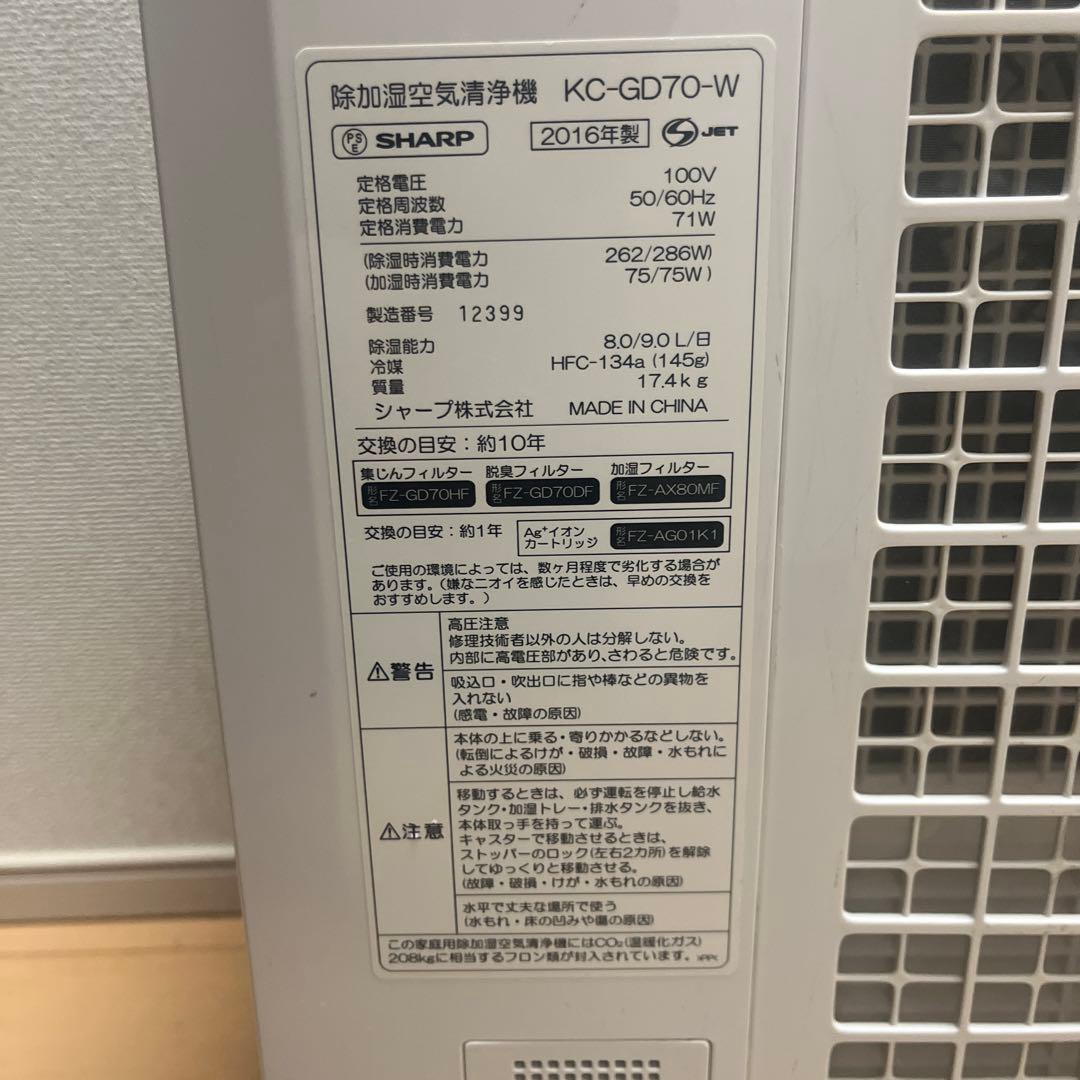 除加湿空気清浄機 KC-GD70-W
PSE SHARP 2016年製 S JET
定格電圧 100V
定格周波数 50/60Hz
定格消費電力 71W
(除湿時消費電力 262/286W)
(加湿時消費電力 75/75W)
製造番号 12399
除湿能力 8.0/9.0 L/日
冷媒 HFC-134a (145g)
質量 17.4kg
シャープ株式会社 MADE IN CHINA
交換の目安：約10年
集じんフィルター 脱臭フィルター 加湿フィルター
形名 FZ-GD70HF 形名 FZ-GD70DF 形名 FZ-AX80MF
交換の目安：約1年 Ag⁺イオンカートリッジ 形名 FZ-AG01K1
ご使用の環境によっては、数ヶ月程度で劣化する場合が
あります。（嫌なニオイを感じたときは、早めの交換を
おすすめします。）
⚠警告
高圧注意
修理技術者以外の人は分解しない。
内部に高電圧部があり、さわると危険です。
吸込口・吹出口に指や棒などの異物を
入れない
(感電・故障の原因)
⚠注意
本体の上に乗る・寄りかかるなどしない。
(転倒によるけが・破損・故障・水もれに
よる火災の原因)
移動するときは、必ず運転を停止し給水
タンク・加湿トレー・排水タンクを抜き、
本体取っ手を持って運ぶ。
キャスターで移動させるときは、
ストッパーのロック(左右2カ所)を解除
してゆっくりと移動させる。
(故障・破損・けが・水もれの原因)
水平で丈夫な場所で使う
(水もれ・床の凹みや傷の原因)
この家庭用除加湿空気清浄機にはCO₂(温暖化ガス)
208kgに相当するフロン類が封入されています。 >PP<